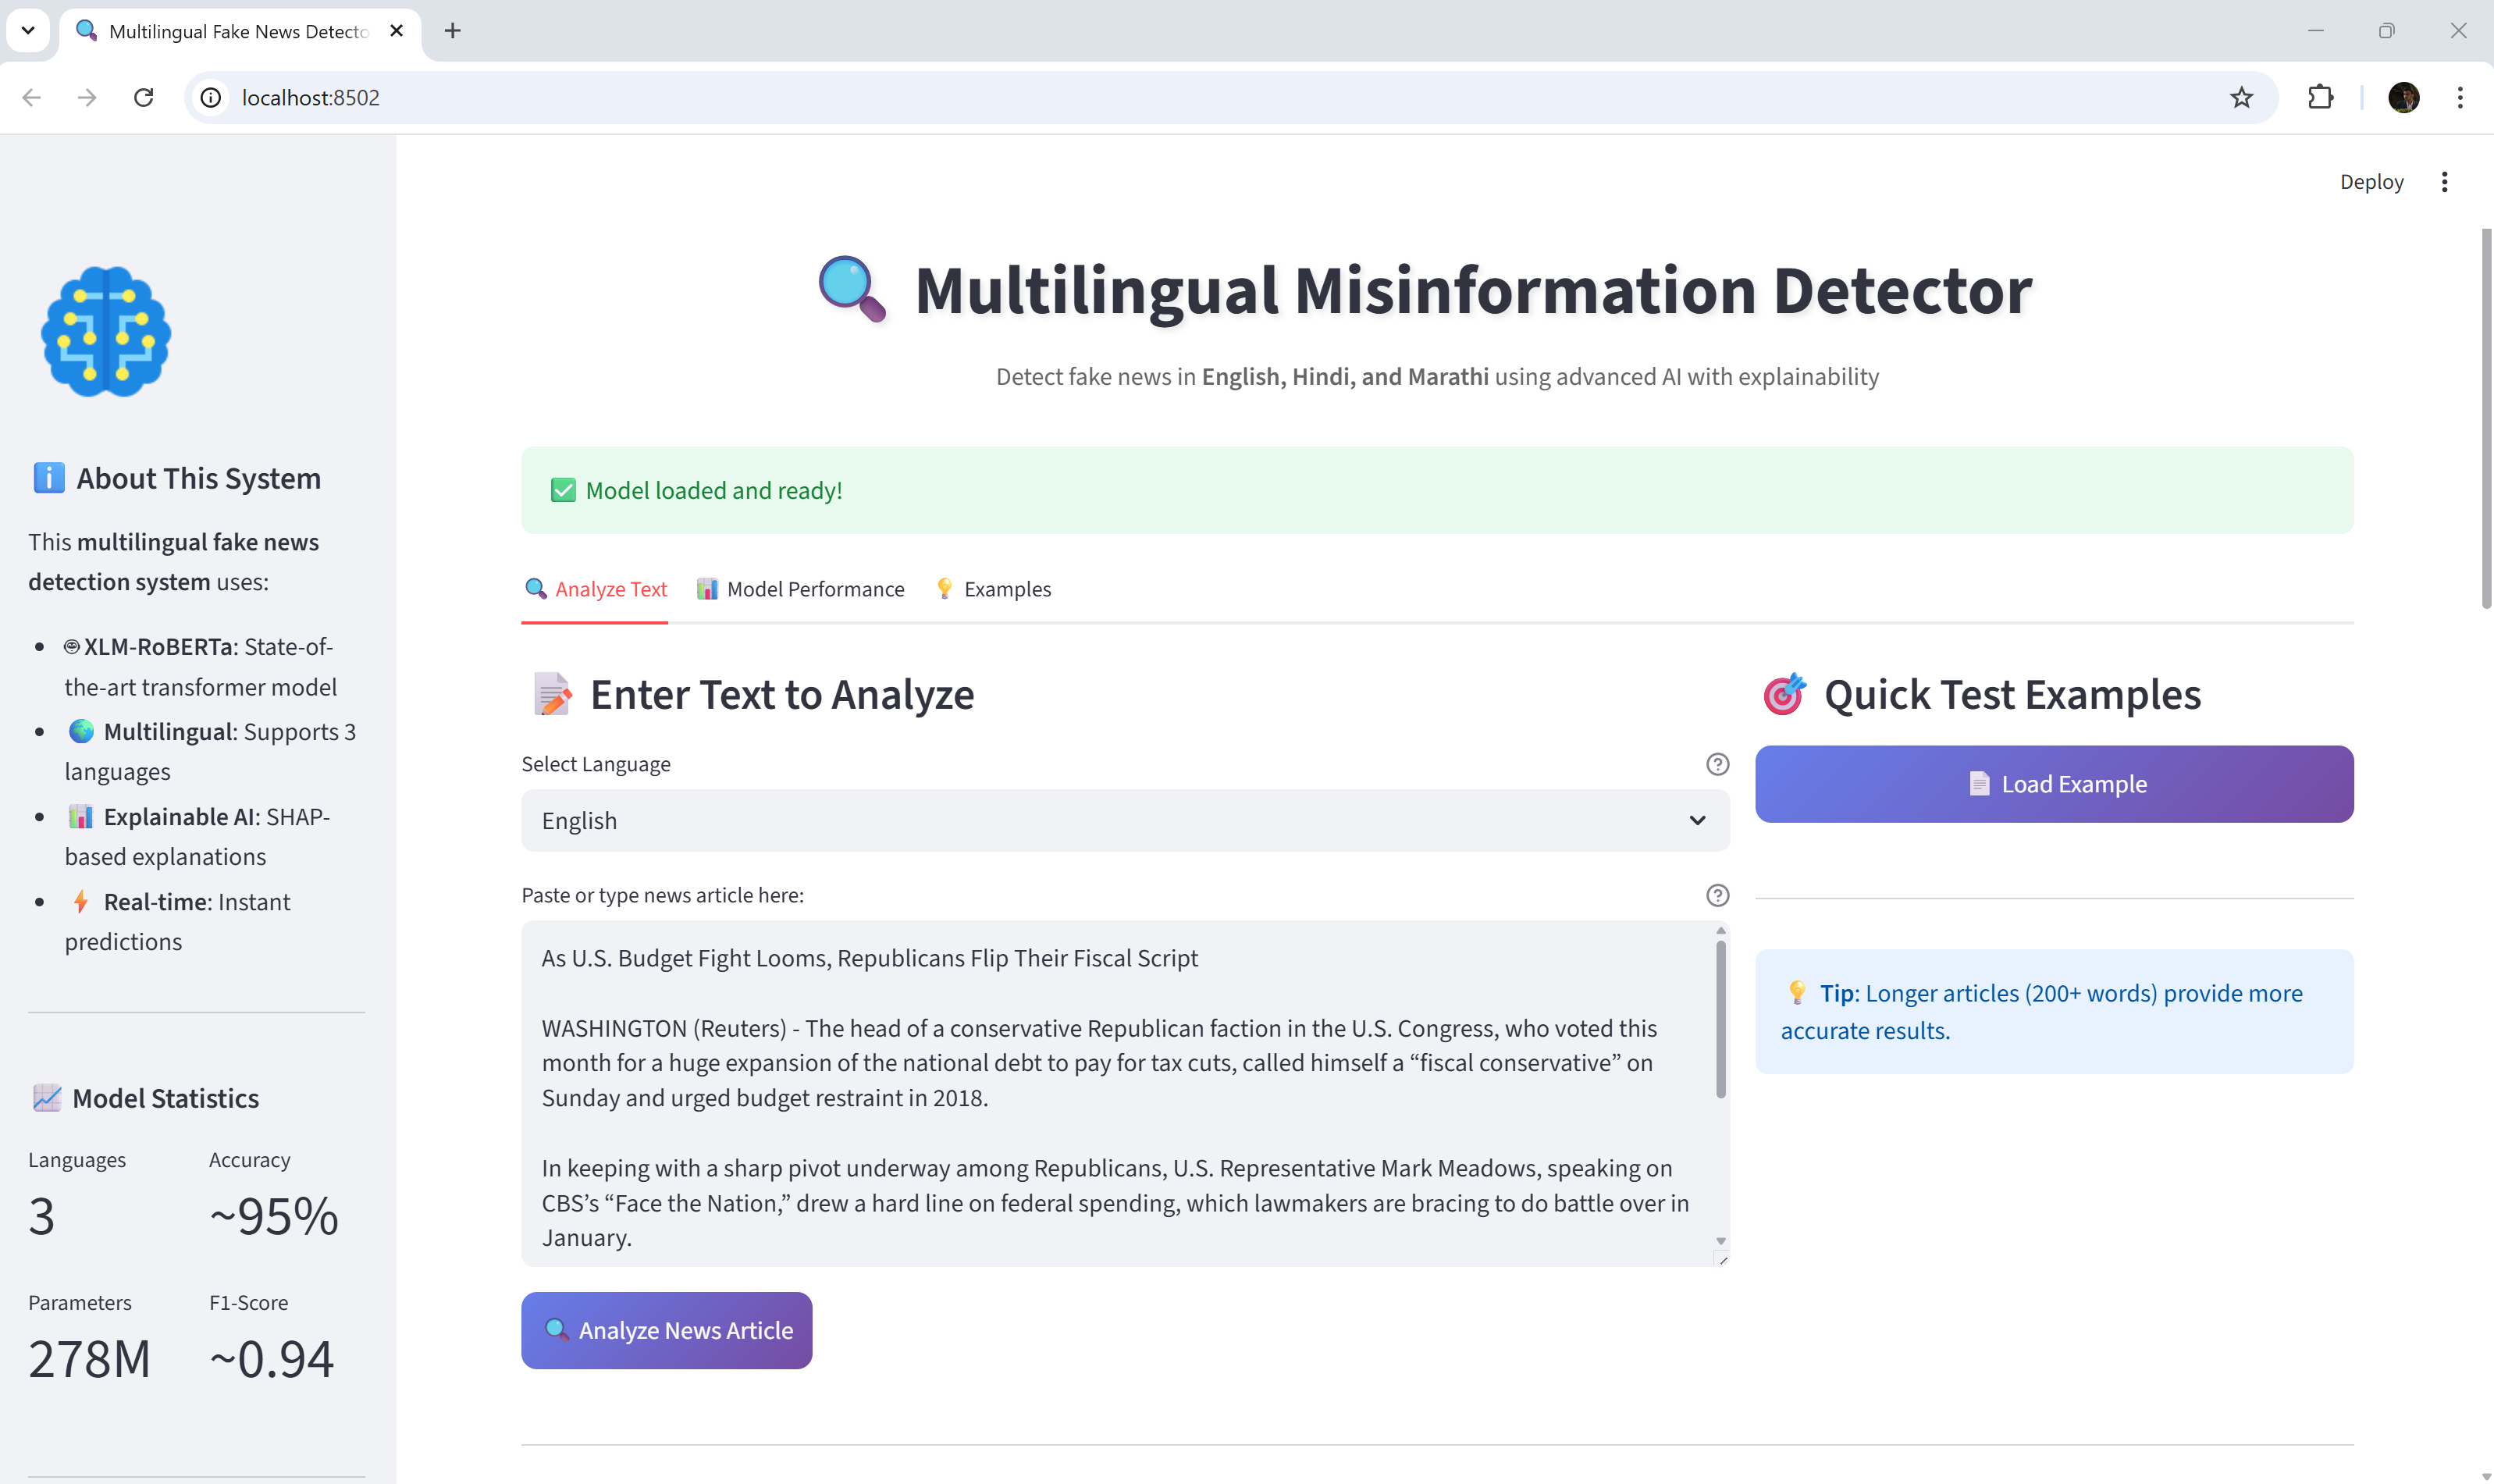 Multilingual Fake News Detecto
localhost:8502
Deploy
About This System
This multilingual fake news
detection system uses:
XLM-RoBERTa: State-of-
the-art transformer model
Multilingual: Supports 3
languages
Explainable AI: SHAP-
based explanations
Real-time: Instant
predictions
Model Statistics
Languages
3
Accuracy
~95%
Parameters
278M
F1-Score
~0.94
Multilingual Misinformation Detector
Detect fake news in English, Hindi, and Marathi using advanced AI with explainability
Model loaded and ready!
Analyze Text
Model Performance
Examples
Enter Text to Analyze
Select Language
English
Paste or type news article here:
As U.S. Budget Fight Looms, Republicans Flip Their Fiscal Script
WASHINGTON (Reuters) - The head of a conservative Republican faction in the U.S. Congress, who voted this
month for a huge expansion of the national debt to pay for tax cuts, called himself a “fiscal conservative” on
Sunday and urged budget restraint in 2018.
In keeping with a sharp pivot underway among Republicans, U.S. Representative Mark Meadows, speaking on
CBS’s “Face the Nation,” drew a hard line on federal spending, which lawmakers are bracing to do battle over in
January.
Analyze News Article
Quick Test Examples
Load Example
Tip: Longer articles (200+ words) provide more
accurate results.